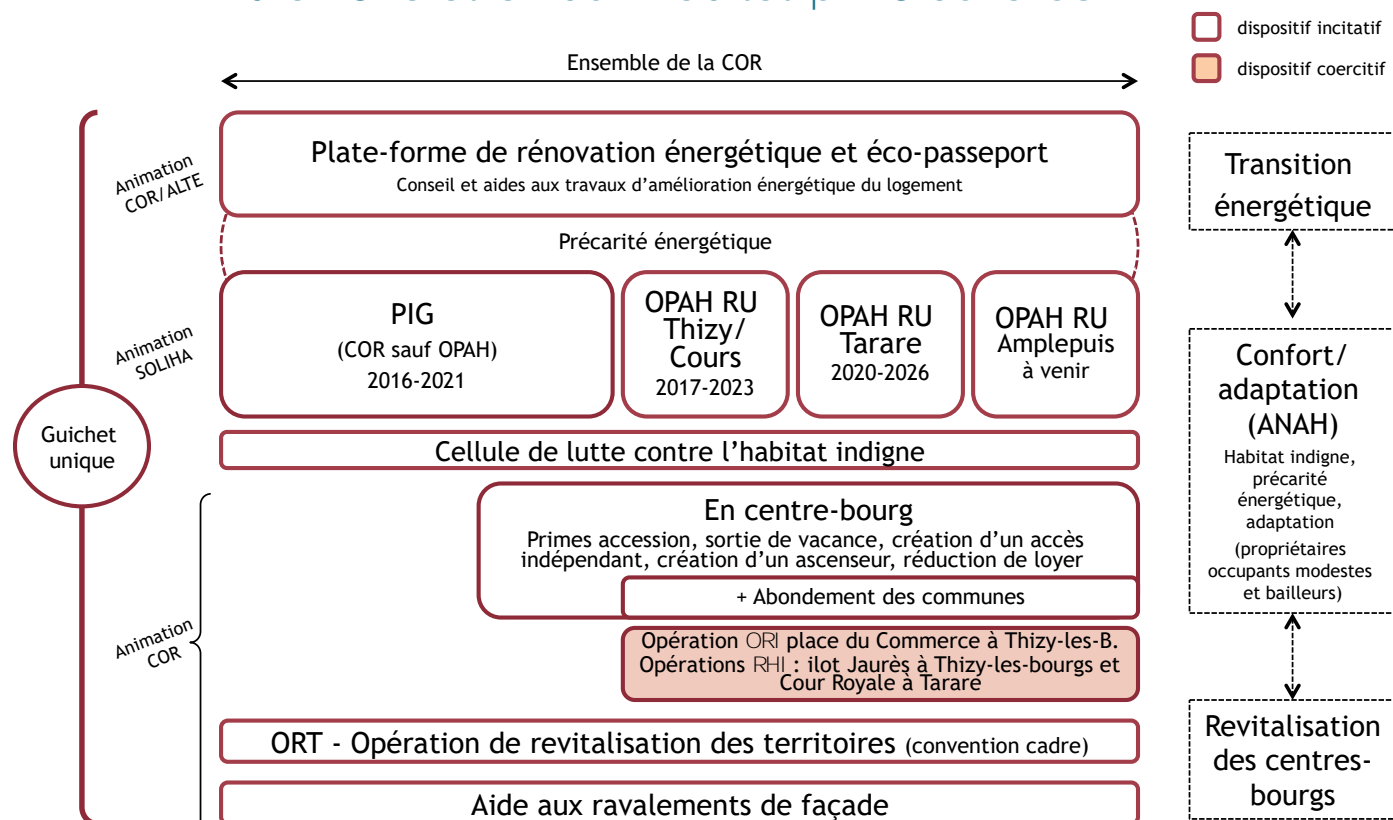 dispositif incitatif
dispositif coercitif
Ensemble de la COR
Animation
COR/ALTE
Plate-forme de rénovation énergétique et éco-passeport
Conseil et aides aux travaux d'amélioration énergétique du logement
Transition
énergétique
Précarité énergétique
Animation
SOLIHA
PIG
(COR sauf OPAH)
2016-2021
OPAH RU
Thizy/
Cours
2017-2023
OPAH RU
Tarare
2020-2026
OPAH RU
Amplepuis
à venir
Confort/
adaptation
(ANAH)
Habitat indigne,
précarité
énergétique,
adaptation
(propriétaires
occupants modestes
et bailleurs)
Guichet
unique
Cellule de lutte contre l'habitat indigne
Animation
COR
En centre-bourg
Primes accession, sortie de vacance, création d'un accès
indépendant, création d'un ascenseur, réduction de loyer
+ Abondement des communes
Opération ORI place du Commerce à Thizy-les-B.
Opérations RHI : ilot Jaurès à Thizy-les-bourgs et
Cour Royale à Tarare
ORT - Opération de revitalisation des territoires (convention cadre)
Aide aux ravalements de façade
Revitalisation
des centres-
bourgs